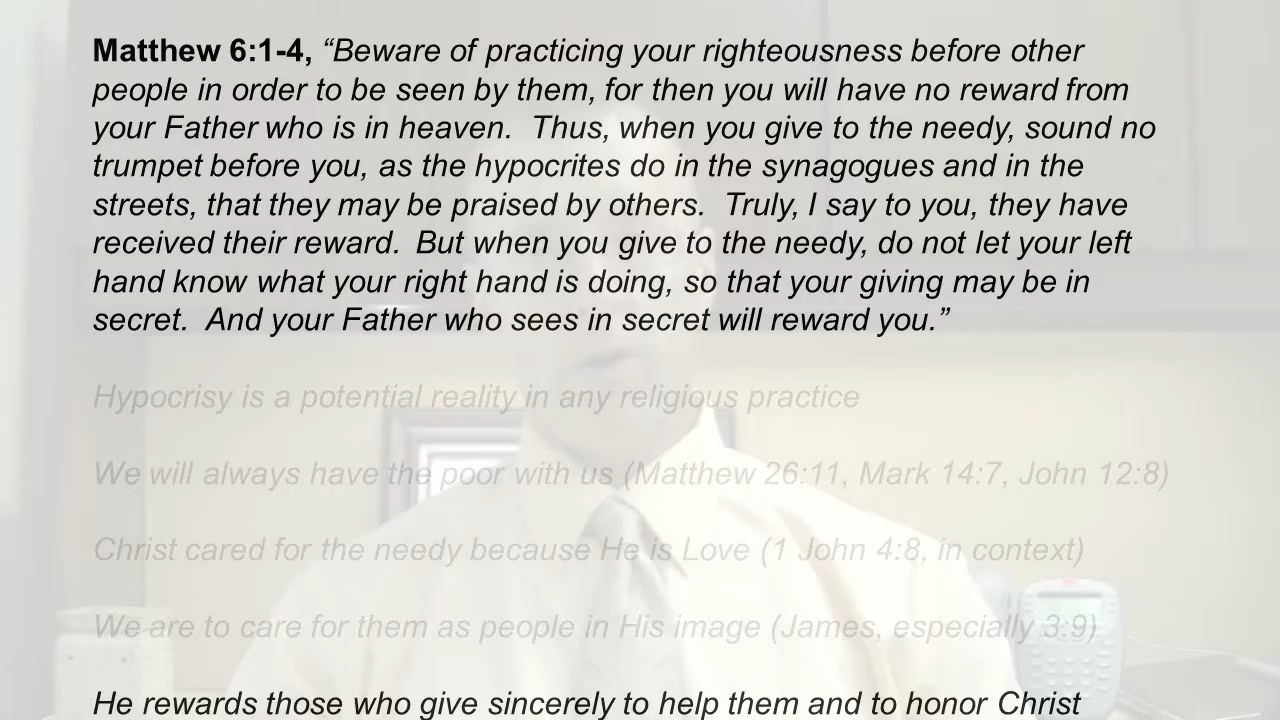 Matthew 6:1-4, “Beware of practicing your righteousness before other
people in order to be seen by them, for then you will have no reward from
your Father who is in heaven.  Thus, when you give to the needy, sound no
trumpet before you, as the hypocrites do in the synagogues and in the
streets, that they may be praised by others.  Truly, I say to you, they have
received their reward.  But when you give to the needy, do not let your left
hand know what your right hand is doing, so that your giving may be in
secret.  And your Father who sees in secret will reward you.”
Hypocrisy is a potential reality in any religious practice
We will always have the poor with us (Matthew 26:11, Mark 14:7, John 12:8)
Christ cared for the needy because He is Love (1 John 4:8, in context)
We are to care for them as people in His image (James, especially 3:9)
He rewards those who give sincerely to help them and to honor Christ